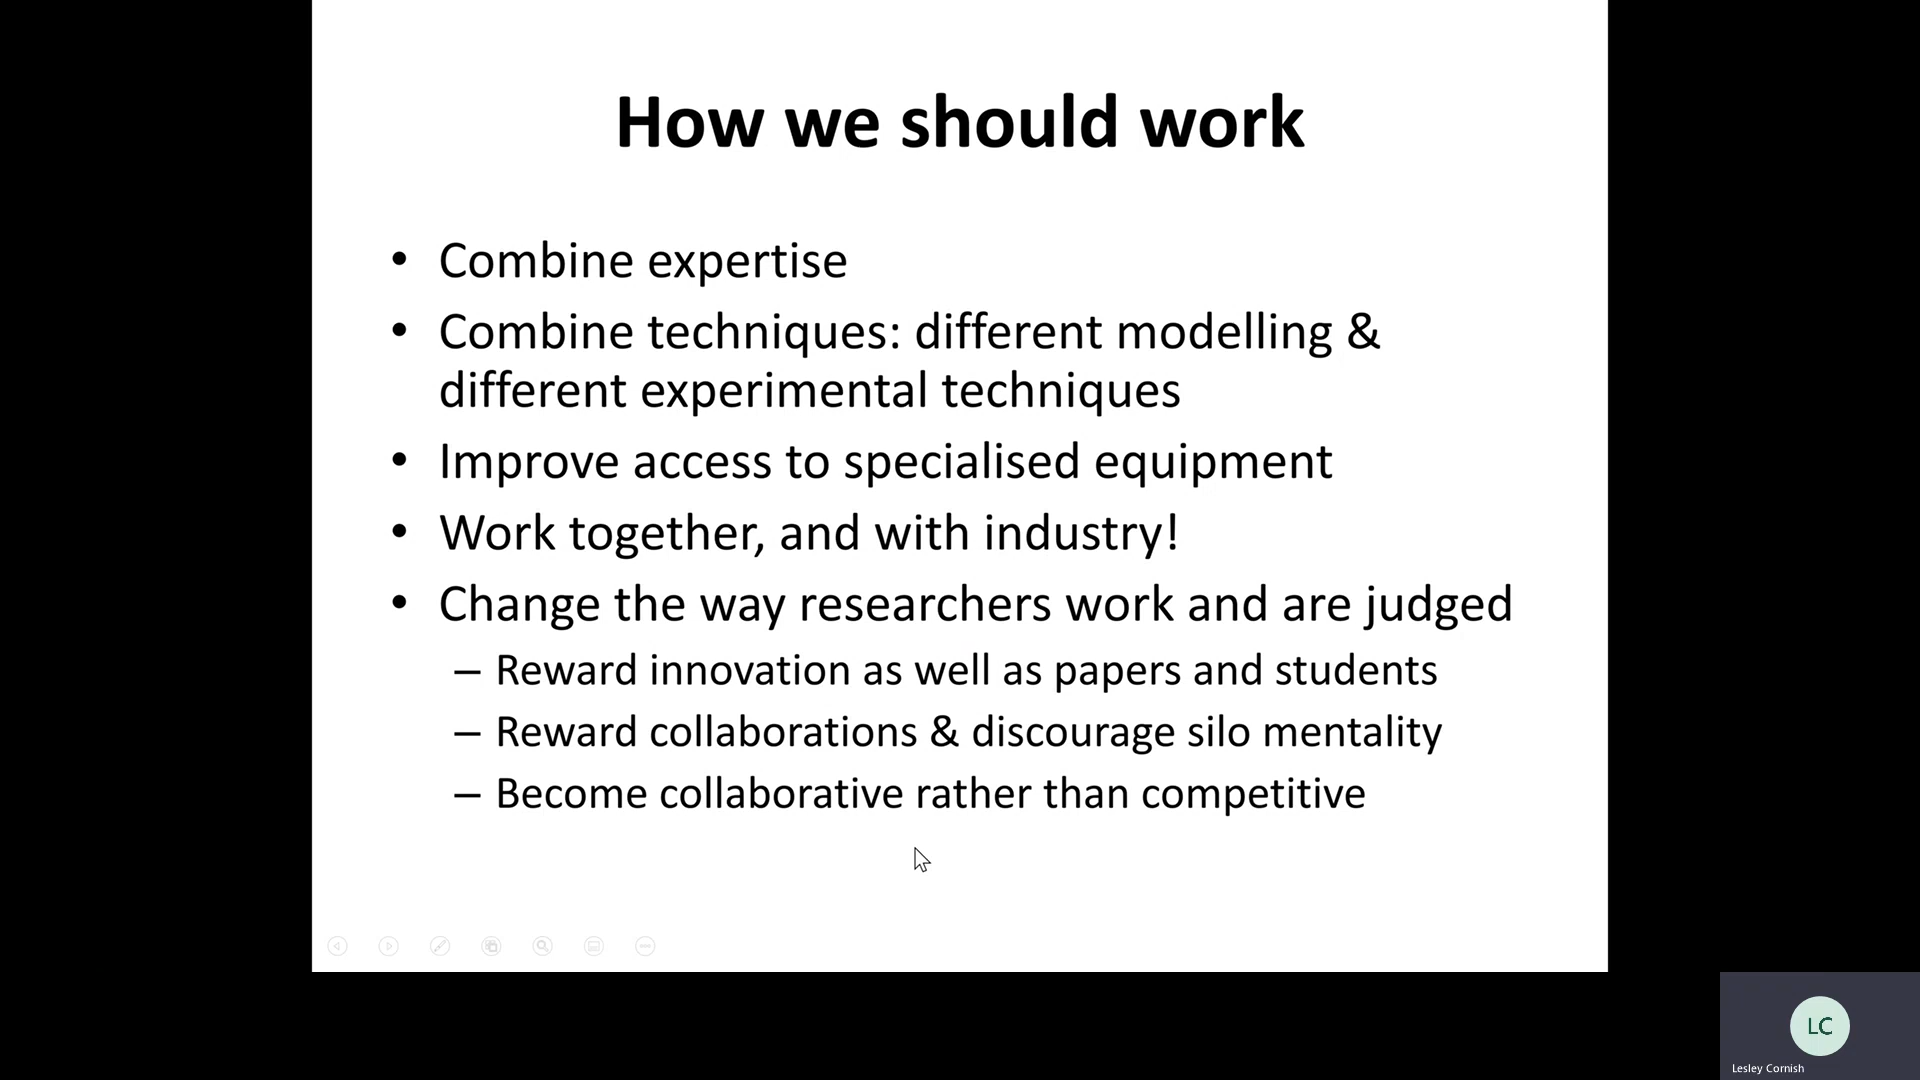 How we should work
• Combine expertise
• Combine techniques: different modelling &
different experimental techniques
• Improve access to specialised equipment
• Work together, and with industry!
• Change the way researchers work and are judged
– Reward innovation as well as papers and students
– Reward collaborations & discourage silo mentality
– Become collaborative rather than competitive
LC
Lesley Cornish